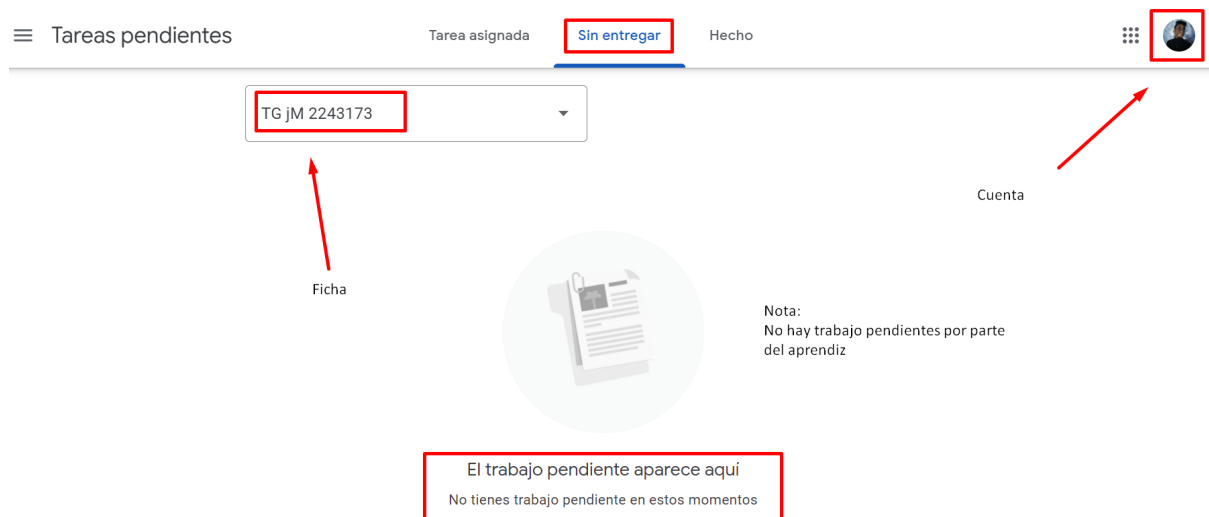 Tareas pendientes
Tarea asignada
Sin entregar
Hecho
TG jM 2243173
Cuenta
Ficha
Nota:
No hay trabajo pendientes por parte
del aprendiz
El trabajo pendiente aparece aquí
No tienes trabajo pendiente en estos momentos